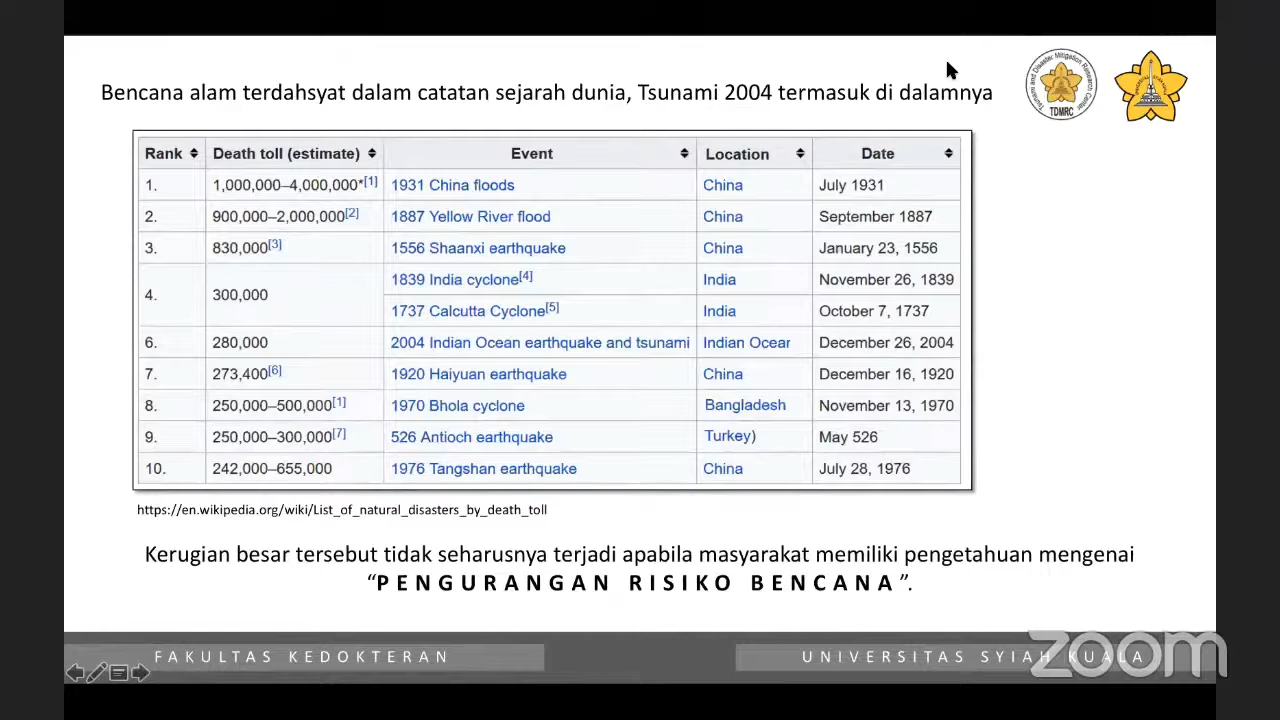 Bencana alam terdahsyat dalam catatan sejarah dunia, Tsunami 2004 termasuk di dalamnya
Tsunami and Disaster Mitigation Research Center
TDMRC
Rank Death toll (estimate) Event Location Date
1. 1,000,000–4,000,000*[1] 1931 China floods China July 1931
2. 900,000–2,000,000[2] 1887 Yellow River flood China September 1887
3. 830,000[3] 1556 Shaanxi earthquake China January 23, 1556
4. 300,000 1839 India cyclone[4] India November 26, 1839
1737 Calcutta Cyclone[5] India October 7, 1737
6. 280,000 2004 Indian Ocean earthquake and tsunami Indian Ocear December 26, 2004
7. 273,400[6] 1920 Haiyuan earthquake China December 16, 1920
8. 250,000–500,000[1] 1970 Bhola cyclone Bangladesh November 13, 1970
9. 250,000–300,000[7] 526 Antioch earthquake Turkey) May 526
10. 242,000–655,000 1976 Tangshan earthquake China July 28, 1976
https://en.wikipedia.org/wiki/List_of_natural_disasters_by_death_toll
Kerugian besar tersebut tidak seharusnya terjadi apabila masyarakat memiliki pengetahuan mengenai
“PENGURANGAN RISIKO BENCANA”.
FAKULTAS KEDOKTERAN
UNIVERSITAS SYIAH KUALA
zoom